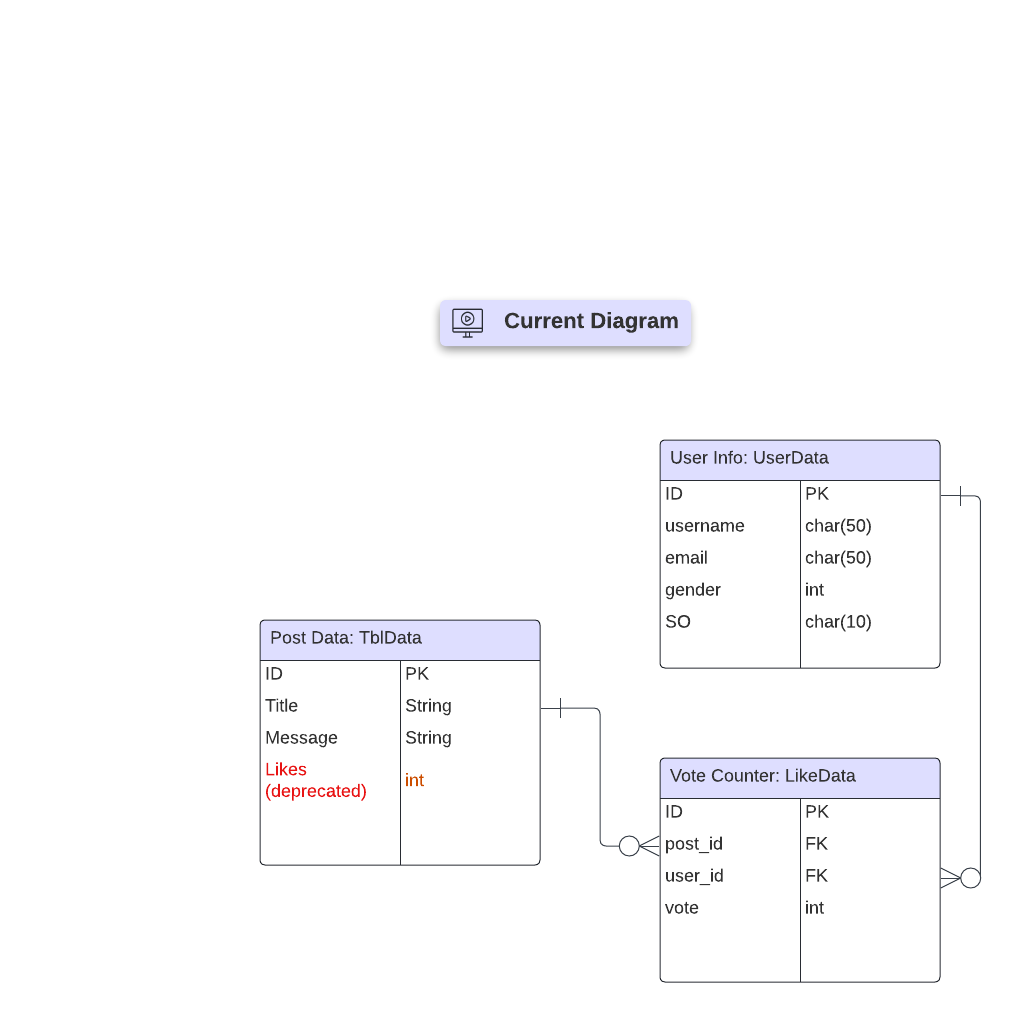 Current Diagram
User Info: UserData
ID PK
username char(50)
email char(50)
gender int
SO char(10)
Post Data: TblData
ID PK
Title String
Message String
Likes
(deprecated) int
Vote Counter: LikeData
ID PK
post_id FK
user_id FK
vote int